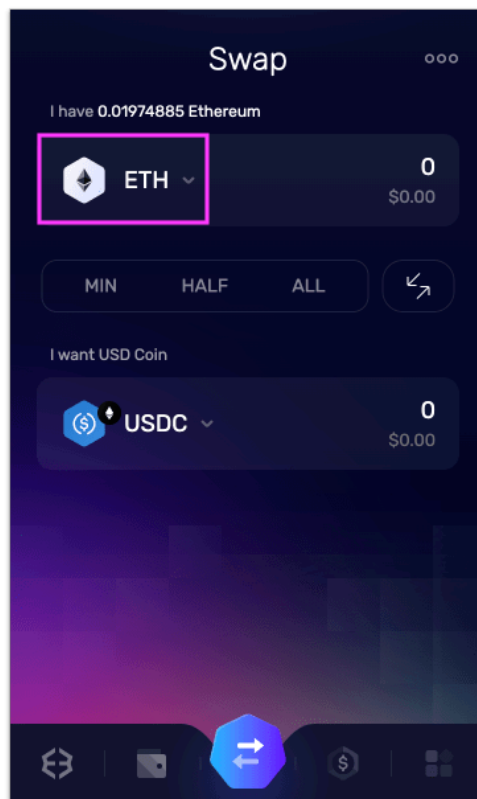 Swap
I have 0.01974885 Ethereum
ETH 0
$0.00
MIN HALF ALL
I want USD Coin
USDC 0
$0.00